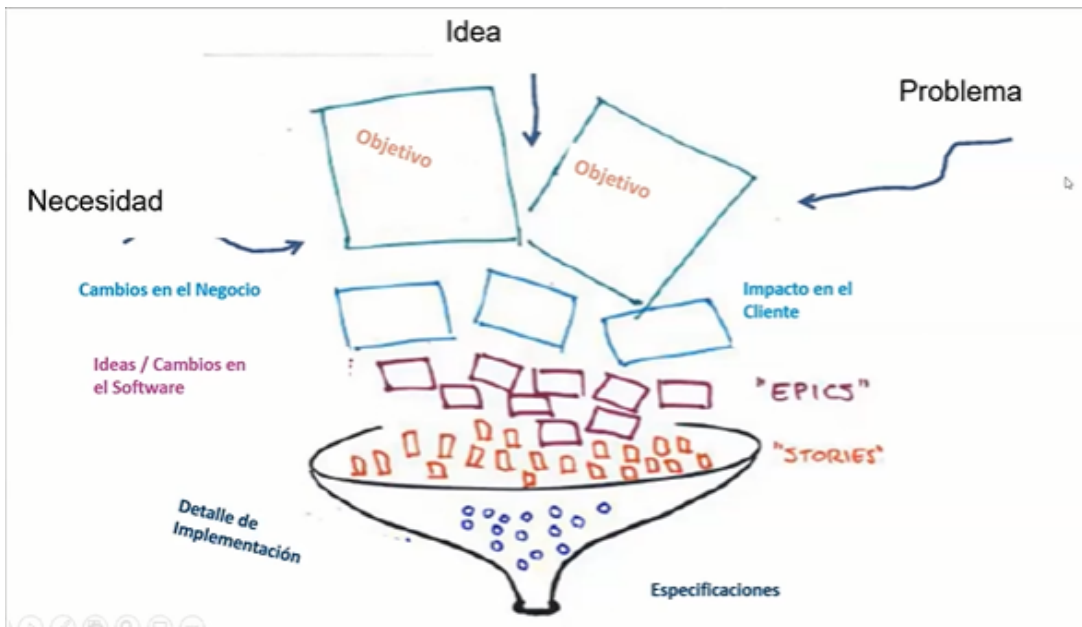 Idea
Problema
Objetivo
Objetivo
Necesidad
Cambios en el Negocio
Impacto en el
Cliente
Ideas / Cambios en
el Software
"EPICS"
"STORIES"
Detalle de
Implementación
Especificaciones